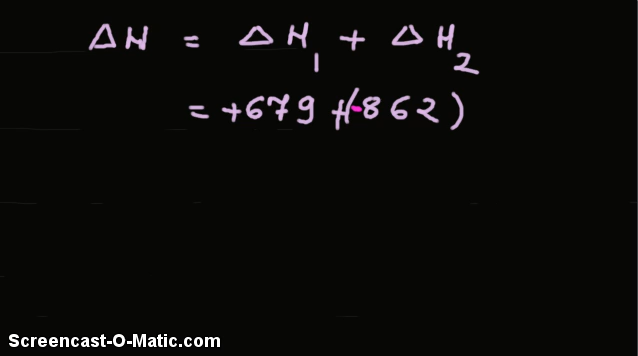 ΔH = ΔH₁ + ΔH₂
= +679 +(-862)
Screencast-O-Matic.com